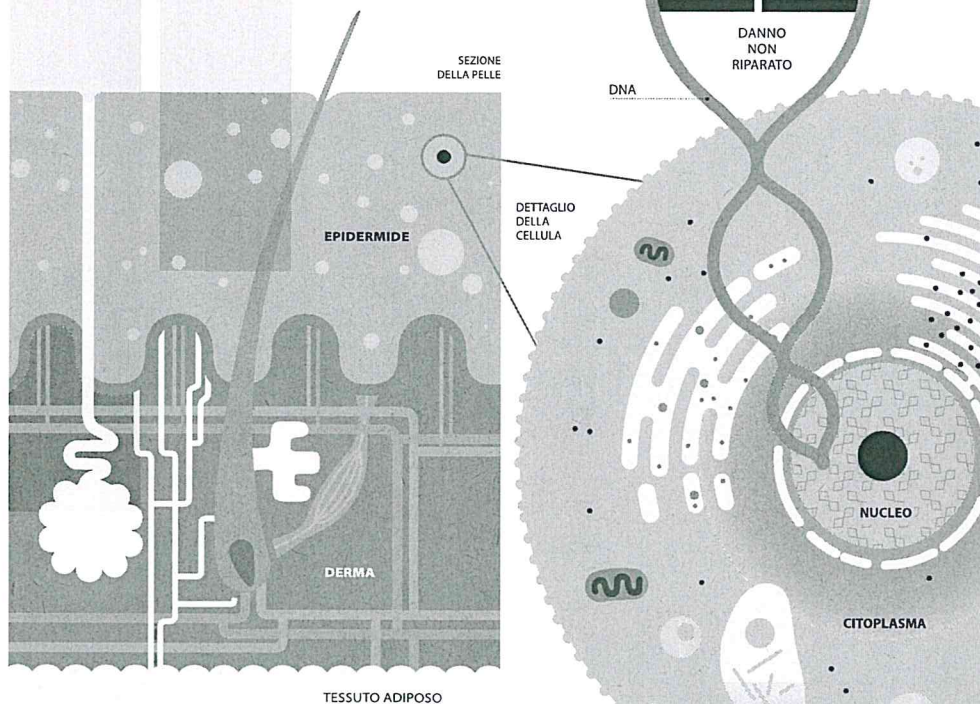 DANNO
NON
RIPARATO
DNA
SEZIONE
DELLA PELLE
DETTAGLIO
DELLA
CELLULA
EPIDERMIDE
DERMA
NUCLEO
CITOPLASMA
TESSUTO ADIPOSO